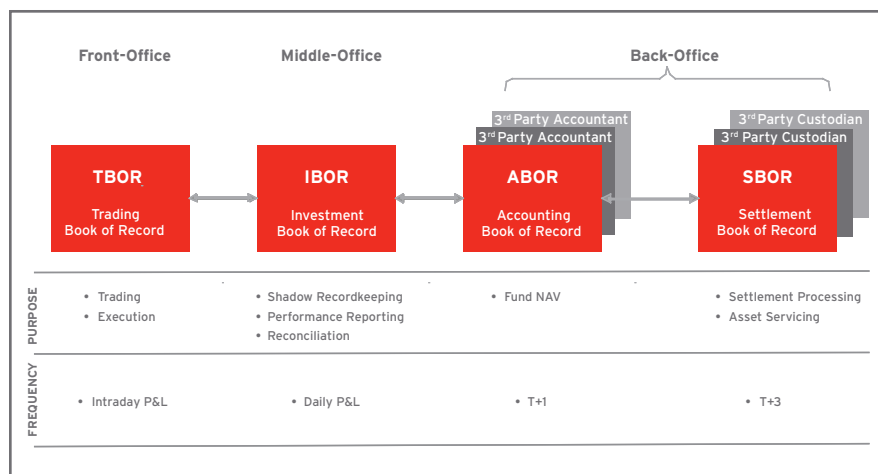 Front-Office
Middle-Office
Back-Office
3rd Party Accountant
3rd Party Accountant
3rd Party Custodian
3rd Party Custodian
TBOR
Trading
Book of Record
IBOR
Investment
Book of Record
ABOR
Accounting
Book of Record
SBOR
Settlement
Book of Record
PURPOSE
• Trading
• Execution
• Shadow Recordkeeping
• Performance Reporting
• Reconciliation
• Fund NAV
• Settlement Processing
• Asset Servicing
FREQUENCY
• Intraday P&L
• Daily P&L
• T+1
• T+3